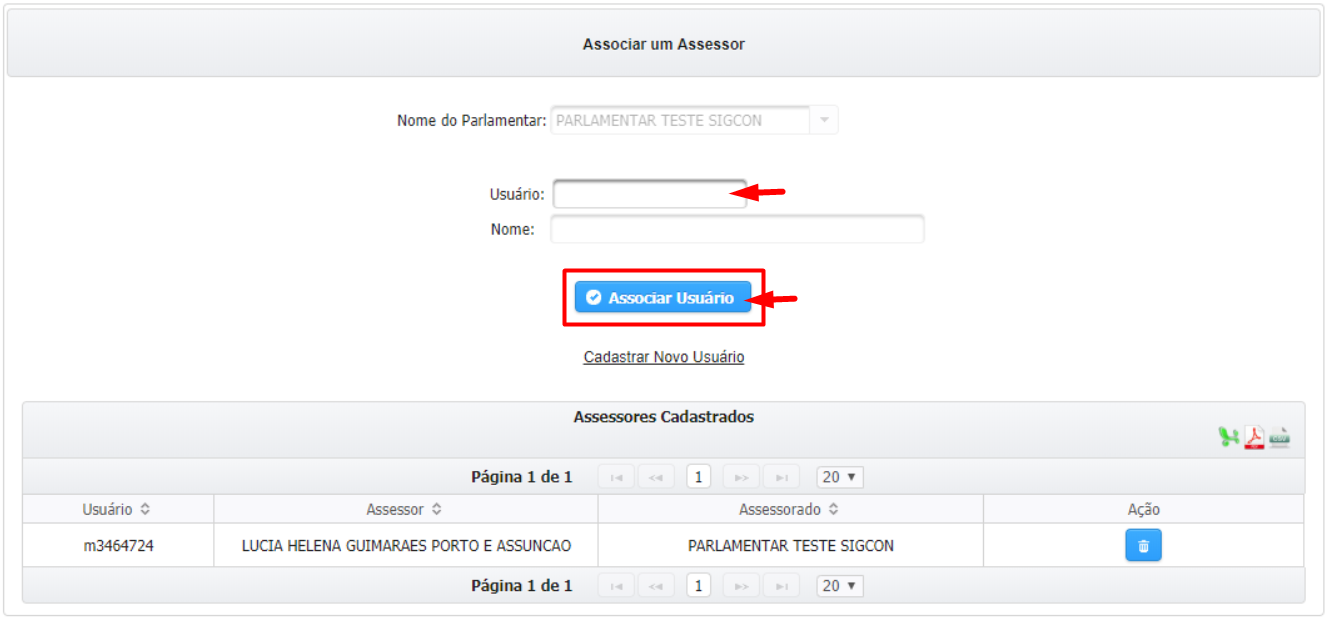 Associar um Assessor
Nome do Parlamentar: PARLAMENTAR TESTE SIGCON
Usuário:
Nome:
Associar Usuário
Cadastrar Novo Usuário
Assessores Cadastrados
Página 1 de 1 1 20
Usuário Assessor Assessorado Ação
m3464724 LUCIA HELENA GUIMARAES PORTO E ASSUNCAO PARLAMENTAR TESTE SIGCON
Página 1 de 1 1 20